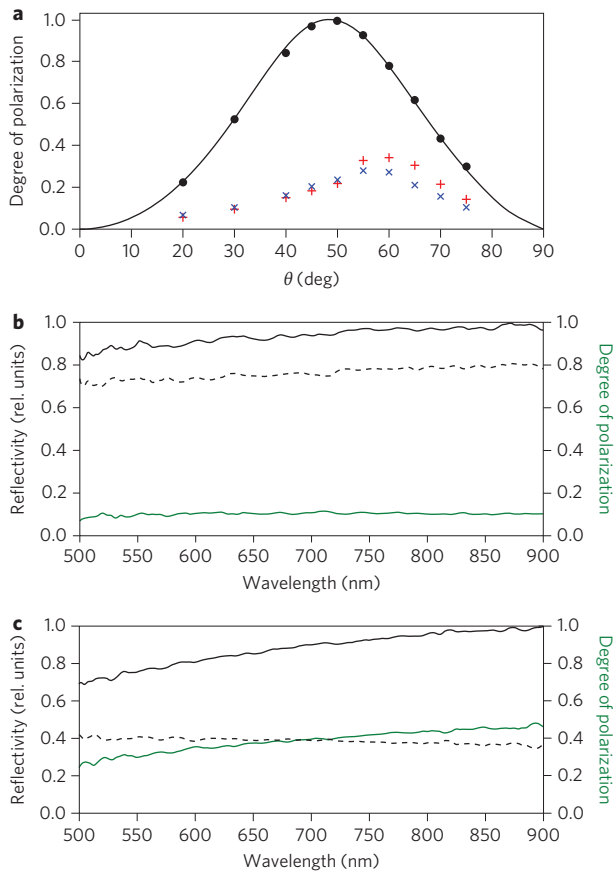 a
Degree of polarization
1.0
0.8
0.6
0.4
0.2
0.0
0 10 20 30 40 50 60 70 80 90
θ (deg)
b
Reflectivity (rel. units)
1.0
0.8
0.6
0.4
0.2
0.0
1.0
0.8
0.6
0.4
0.2
0.0
Degree of polarization
500 550 600 650 700 750 800 850 900
Wavelength (nm)
c
Reflectivity (rel. units)
1.0
0.8
0.6
0.4
0.2
0.0
1.0
0.8
0.6
0.4
0.2
0.0
Degree of polarization
500 550 600 650 700 750 800 850 900
Wavelength (nm)